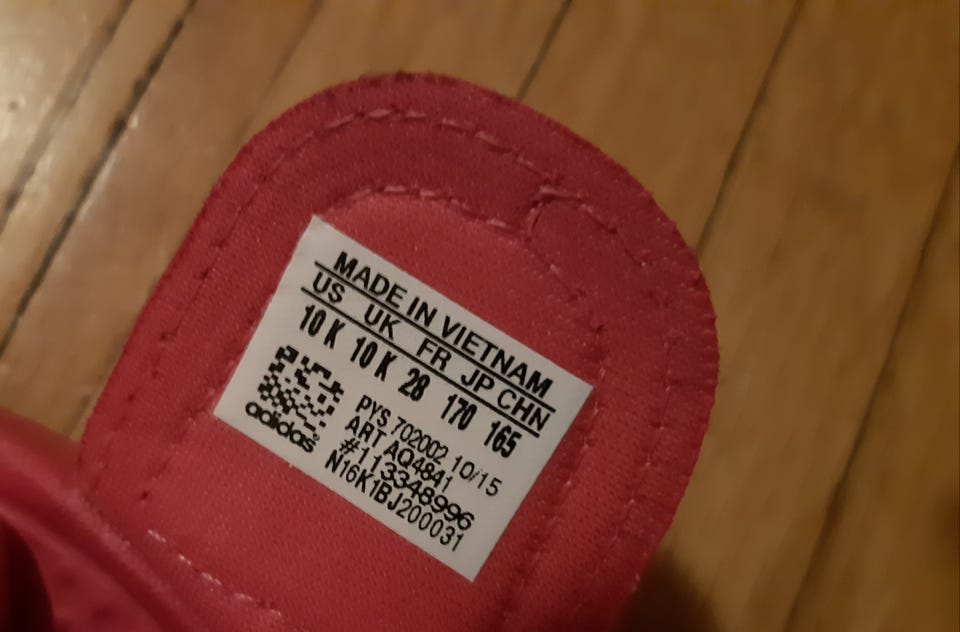 MADE IN VIETNAM
US UK FR JP CHN
10 K 10 K 28 170 165
adidas
PYS 702002 10/15
ART AQ4841
#113348996
N16K1BJ200031